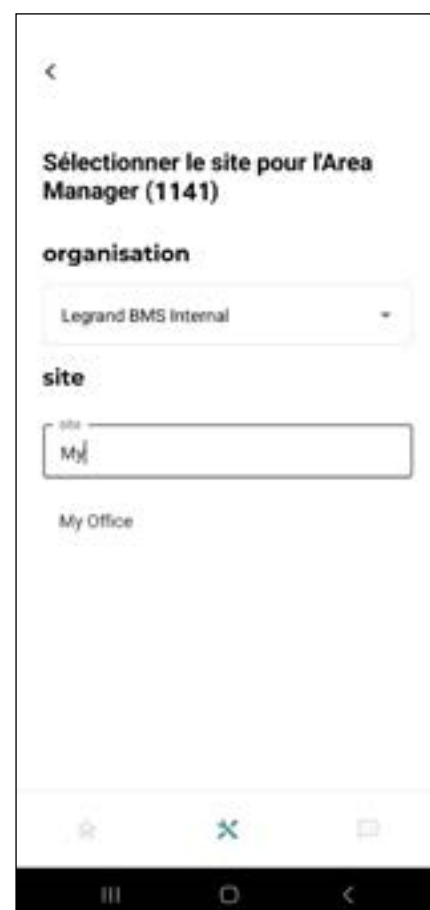 Sélectionner le site pour l'Area
Manager (1141)
organisation
Legrand BMS Internal
site
site
My
My Office